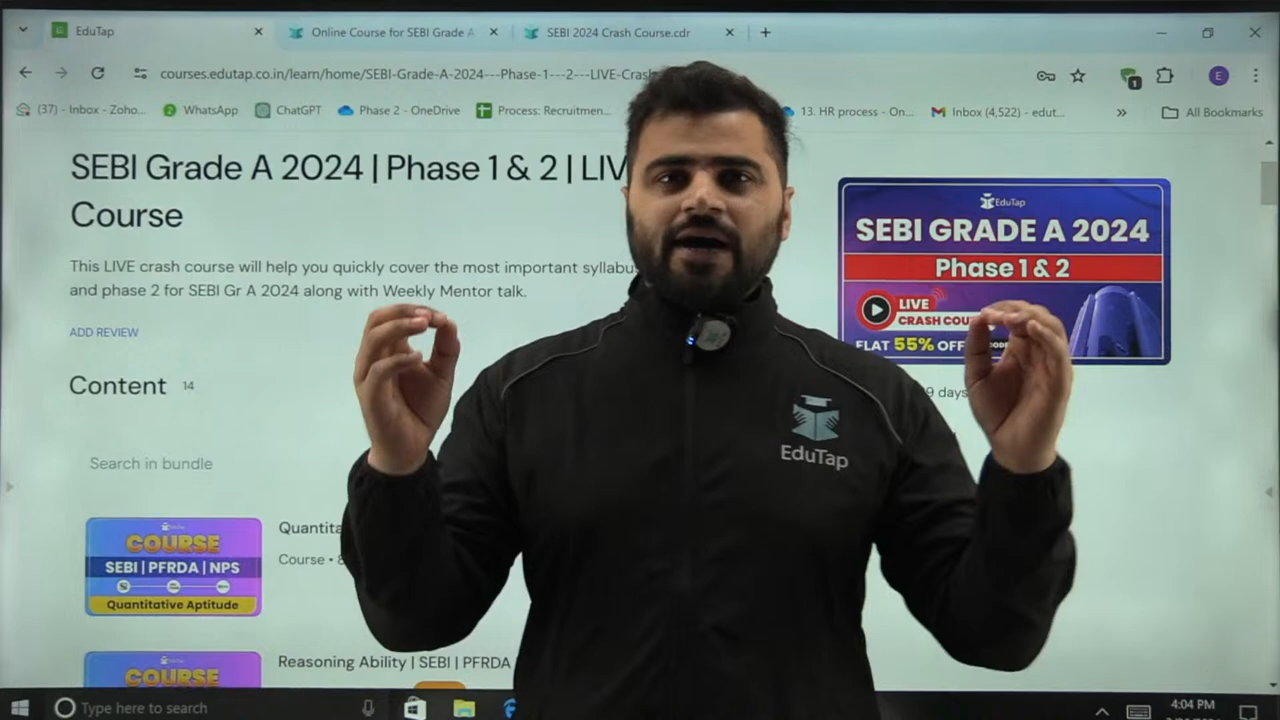 EduTap
Online Course for SEBI Grade A
SEBI 2024 Crash Course.cdr
courses.edutap.co.in/learn/home/SEBI-Grade-A-2024---Phase-1---2---LIVE-Crash
1
E
(37) - Inbox - Zoho...
WhatsApp
ChatGPT
Phase 2 - OneDrive
Process: Recruitmen...
13. HR process - On...
Inbox (4,522) - edut...
All Bookmarks
SEBI Grade A 2024 | Phase 1 & 2 | LIV
Course
This LIVE crash course will help you quickly cover the most important syllabu
and phase 2 for SEBI Gr A 2024 along with Weekly Mentor talk.
ADD REVIEW
Content 14
Search in bundle
EduTap
SEBI GRADE A 2024
Phase 1 & 2
LIVE
CRASH COU
FLAT 55% OFF
9 days
EduTap
COURSE
SEBI | PFRDA | NPS
Quantitative Aptitude
Quantita
Course •
COURSE
Reasoning Ability | SEBI | PFRDA
Type here to search
4:04 PM